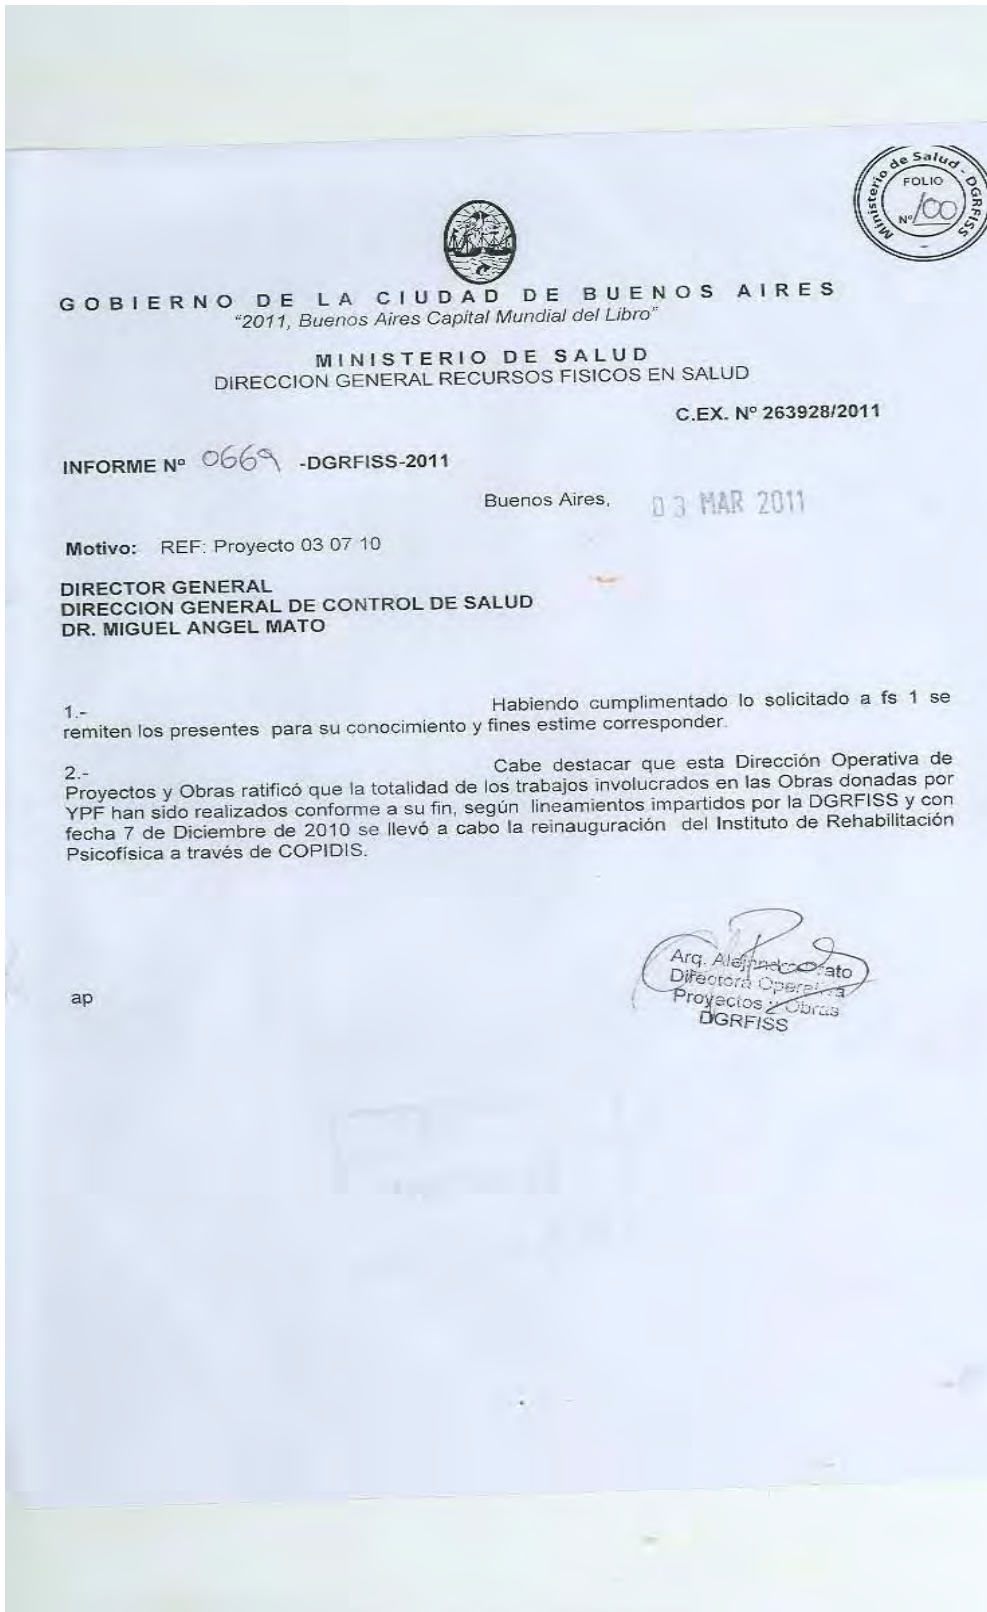 Ministerio de Salud - DGRFISS
FOLIO
Nº 100
GOBIERNO DE LA CIUDAD DE BUENOS AIRES
"2011, Buenos Aires Capital Mundial del Libro"
MINISTERIO DE SALUD
DIRECCION GENERAL RECURSOS FISICOS EN SALUD
C.EX. Nº 263928/2011
INFORME Nº 0669 -DGRFISS-2011
Buenos Aires, 03 MAR 2011
Motivo: REF: Proyecto 03 07 10
DIRECTOR GENERAL
DIRECCION GENERAL DE CONTROL DE SALUD
DR. MIGUEL ANGEL MATO
1.- Habiendo cumplimentado lo solicitado a fs 1 se
remiten los presentes para su conocimiento y fines estime corresponder.
2.- Cabe destacar que esta Dirección Operativa de
Proyectos y Obras ratificó que la totalidad de los trabajos involucrados en las Obras donadas por
YPF han sido realizados conforme a su fin, según lineamientos impartidos por la DGRFISS y con
fecha 7 de Diciembre de 2010 se llevó a cabo la reinauguración del Instituto de Rehabilitación
Psicofísica a través de COPIDIS.
Arq.
Directora Operativa
Proyectos y Obras
DGRFISS
ap